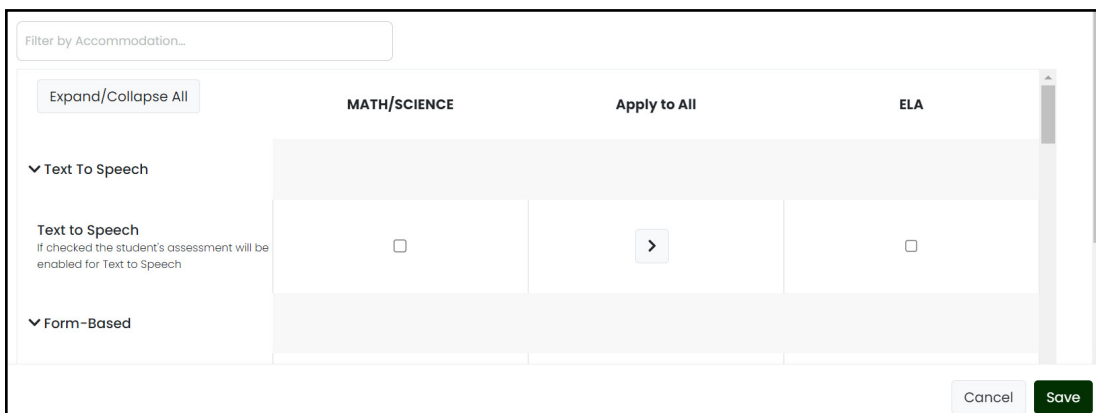 Filter by Accommodation...
Expand/Collapse All
MATH/SCIENCE
Apply to All
ELA
Text To Speech
Text to Speech
If checked the student's assessment will be
enabled for Text to Speech
Form-Based
Cancel
Save